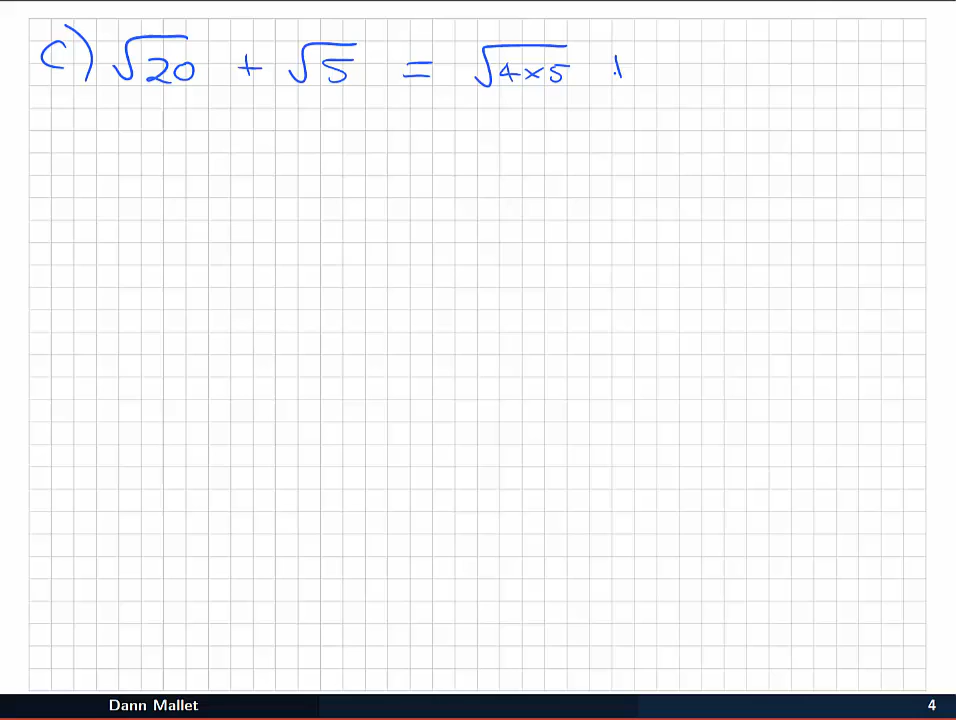 c) √20 + √5 = √4×5
Dann Mallet 4